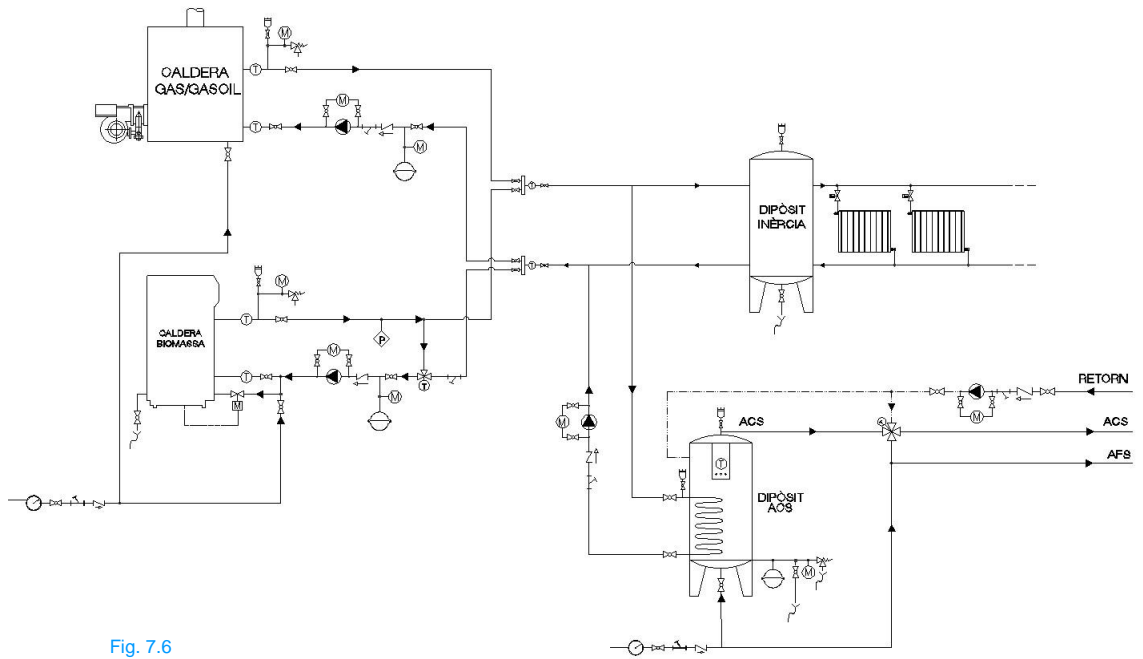 CALDERA
GAS/GASOIL
M
T
T
M
M
T
T
DIPÒSIT
INÈRCIA
CALDERA
BIOMASSA
M
T
P
M
T
T
M
M
M
RETORN
M
ACS
ACS
AFS
T
DIPÒSIT
ACS
M
Fig. 7.6